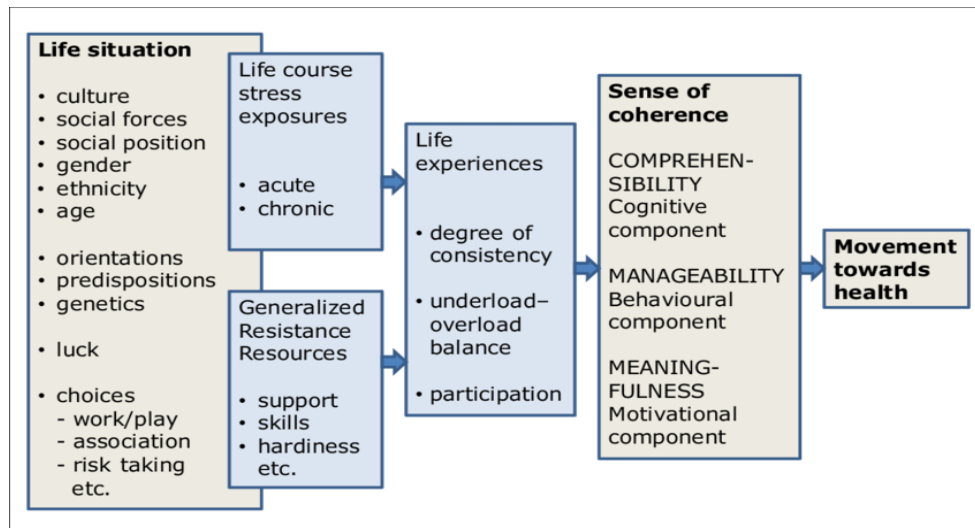 Life situation
• culture
• social forces
• social position
• gender
• ethnicity
• age
• orientations
• predispositions
• genetics
• luck
• choices
- work/play
- association
- risk taking
etc.
Life course
stress
exposures
• acute
• chronic
Generalized
Resistance
Resources
• support
• skills
• hardiness
etc.
Life
experiences
• degree of
consistency
• underload–
overload
balance
• participation
Sense of
coherence
COMPREHEN-
SIBILITY
Cognitive
component
MANAGEABILITY
Behavioural
component
MEANING-
FULNESS
Motivational
component
Movement
towards
health